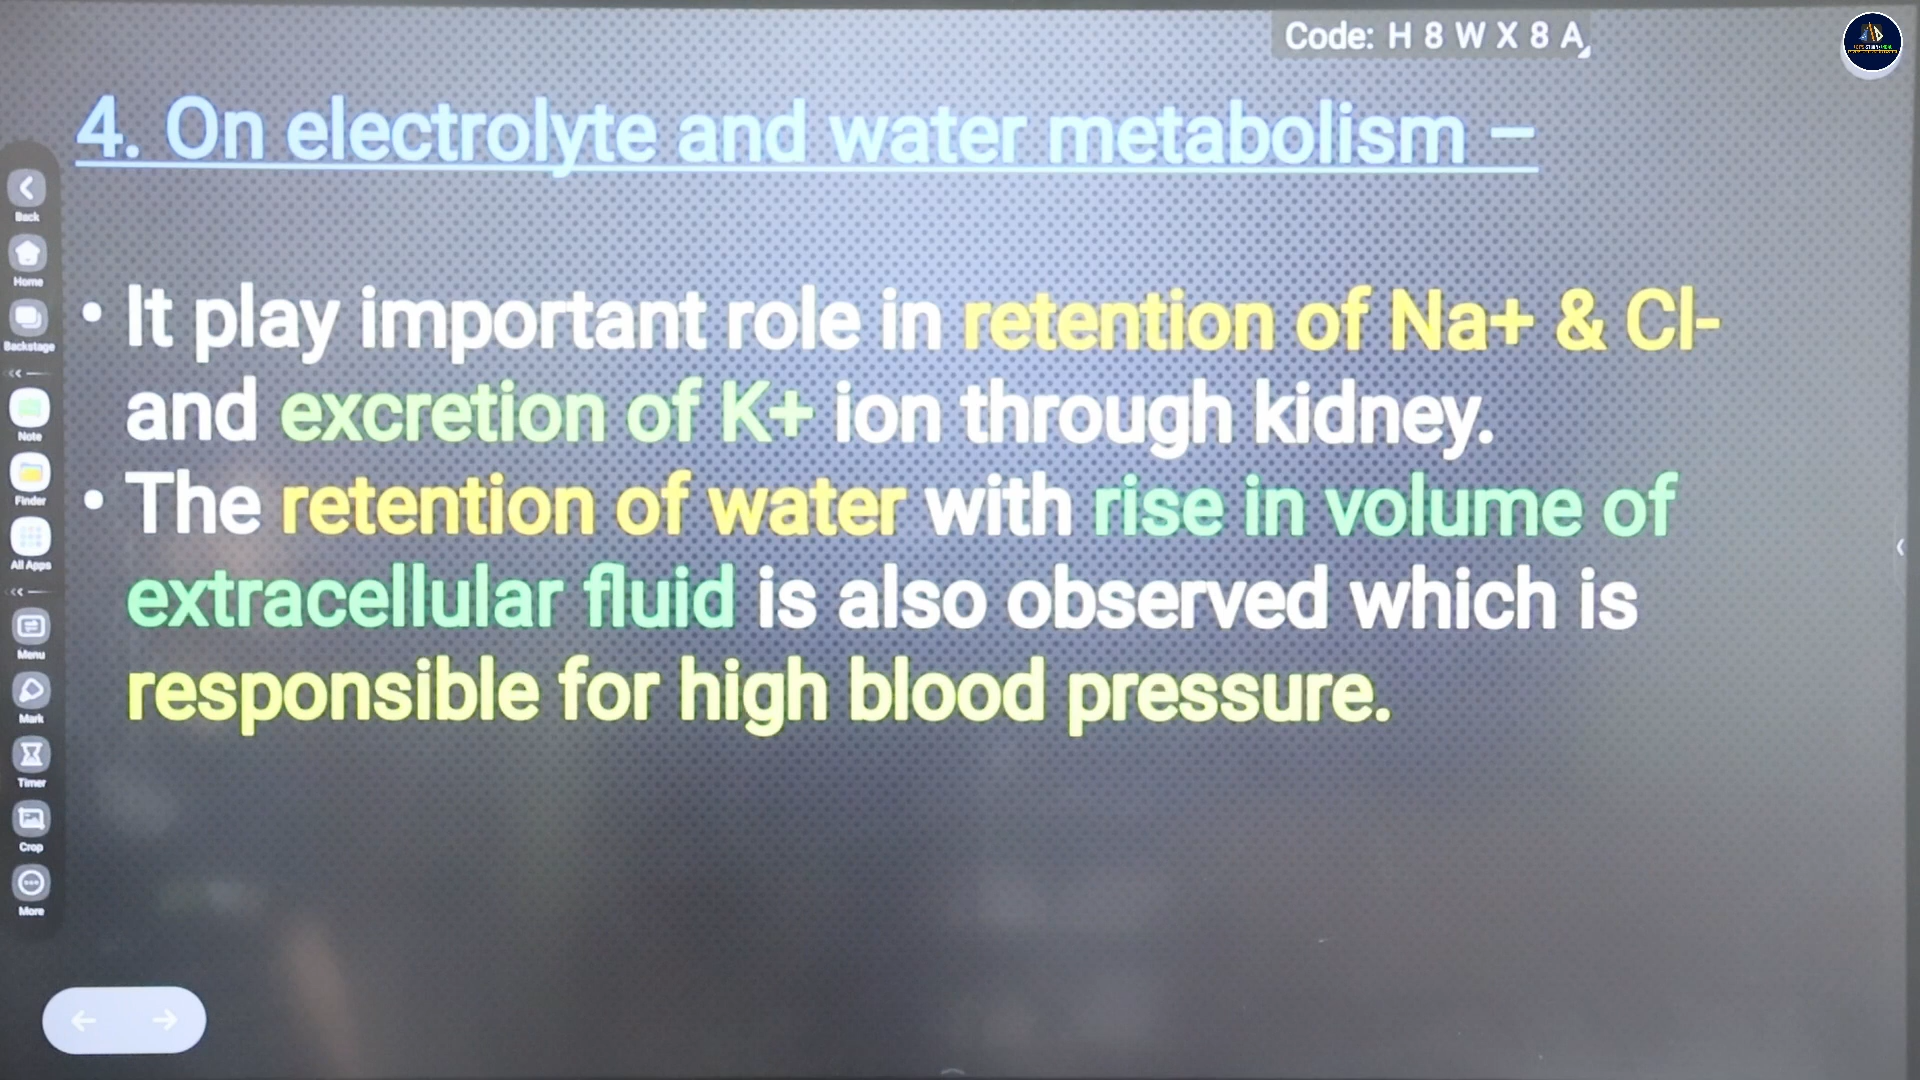 Code: H 8 W X 8 A
4. On electrolyte and water metabolism –
• It play important role in retention of Na+ & Cl-
and excretion of K+ ion through kidney.
• The retention of water with rise in volume of
extracellular fluid is also observed which is
responsible for high blood pressure.
Back
Home
Backstage
Note
Finder
All Apps
Menu
Mark
Timer
Crop
More